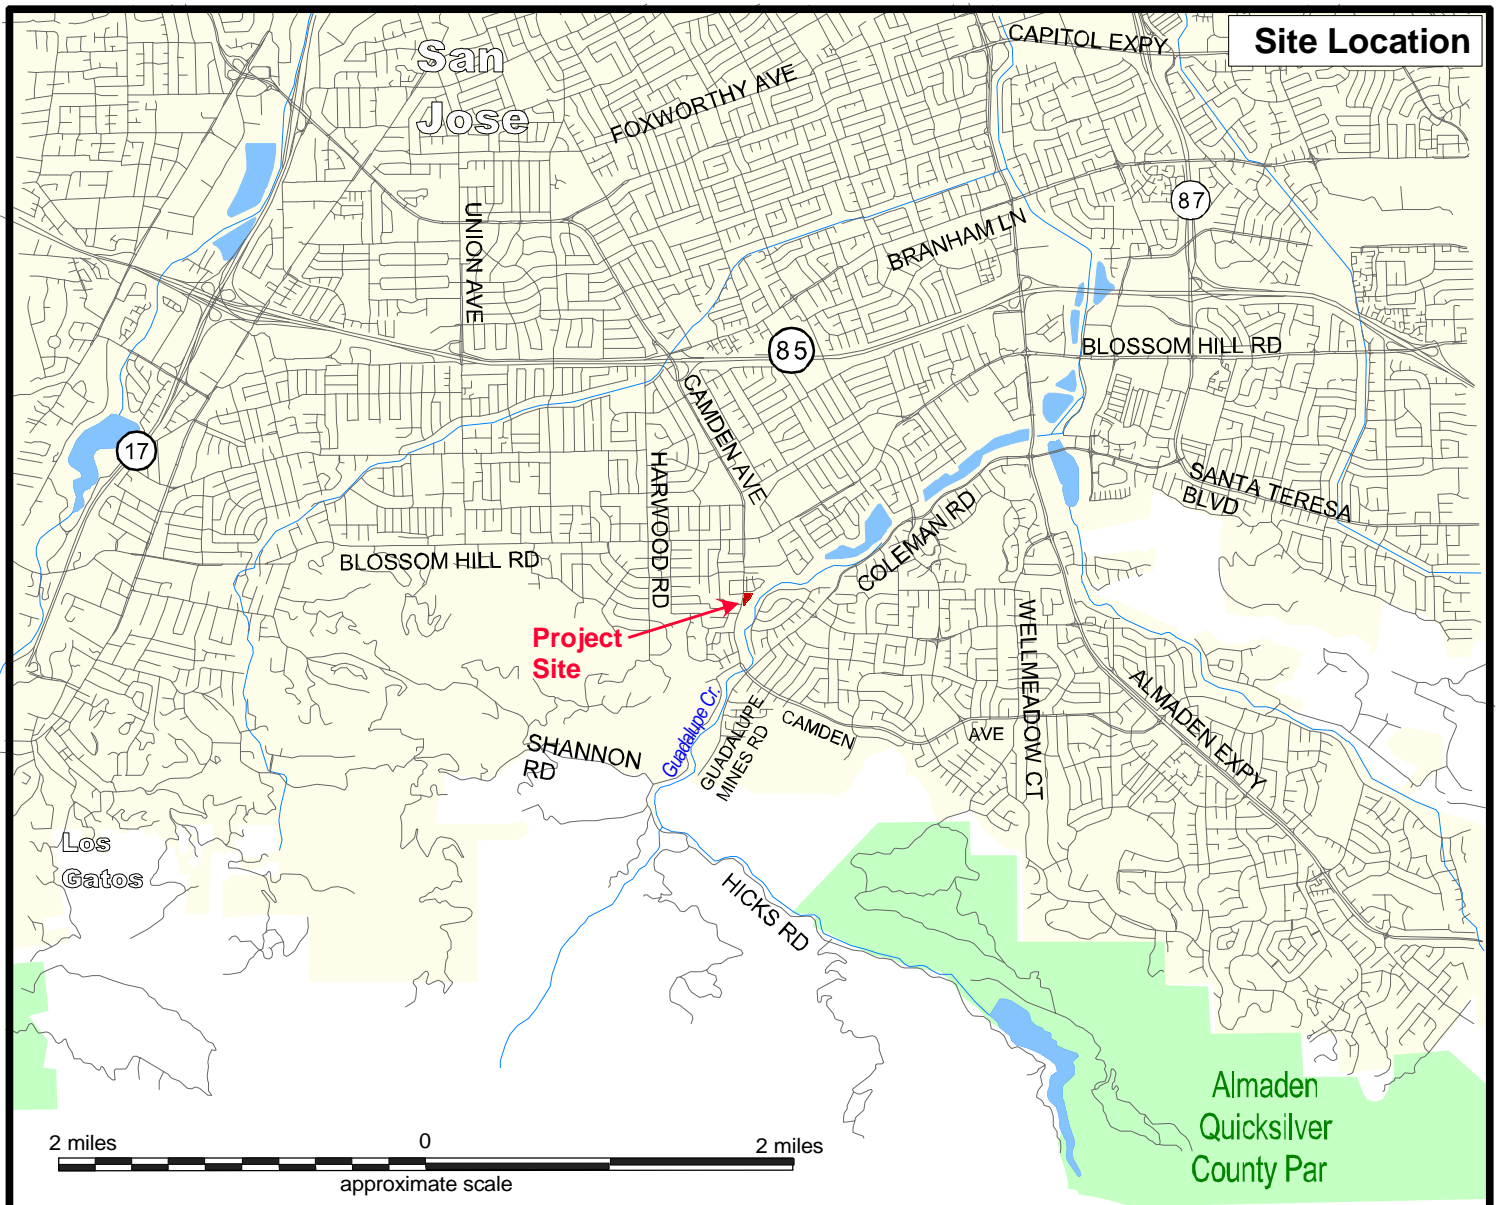 Site Location
San
Jose
CAPITOL EXPY
FOXWORTHY AVE
87
UNION AVE
BRANHAM LN
85
BLOSSOM HILL RD
CAMDEN AVE
17
HARWOOD RD
SANTA TERESA
BLVD
COLEMAN RD
BLOSSOM HILL RD
Project
Site
WELLMEADOW CT
ALMADEN EXPY
Guadalupe Cr.
GUADALUPE
MINES RD
CAMDEN
AVE
SHANNON
RD
Los
Gatos
HICKS RD
Almaden
Quicksilver
County Par
2 miles
0
2 miles
approximate scale